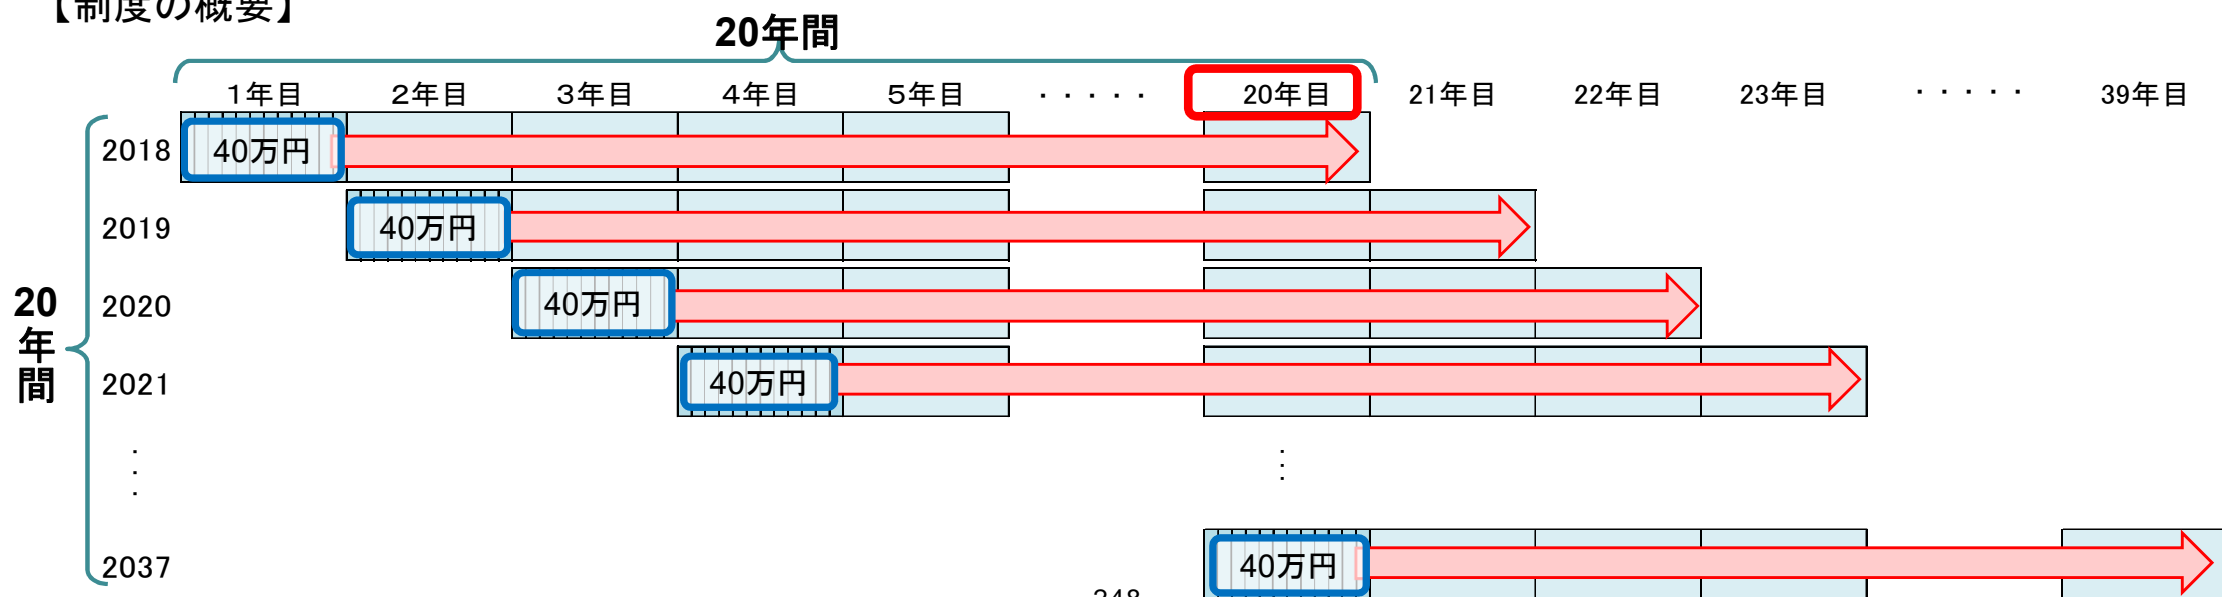 【制度の概要】
20年間
1年目 2年目 3年目 4年目 5年目 ・・・・・ 20年目 21年目 22年目 23年目 ・・・・・ 39年目
2018 40万円
2019 40万円
2020 40万円
20年間
2021 40万円
2037 40万円